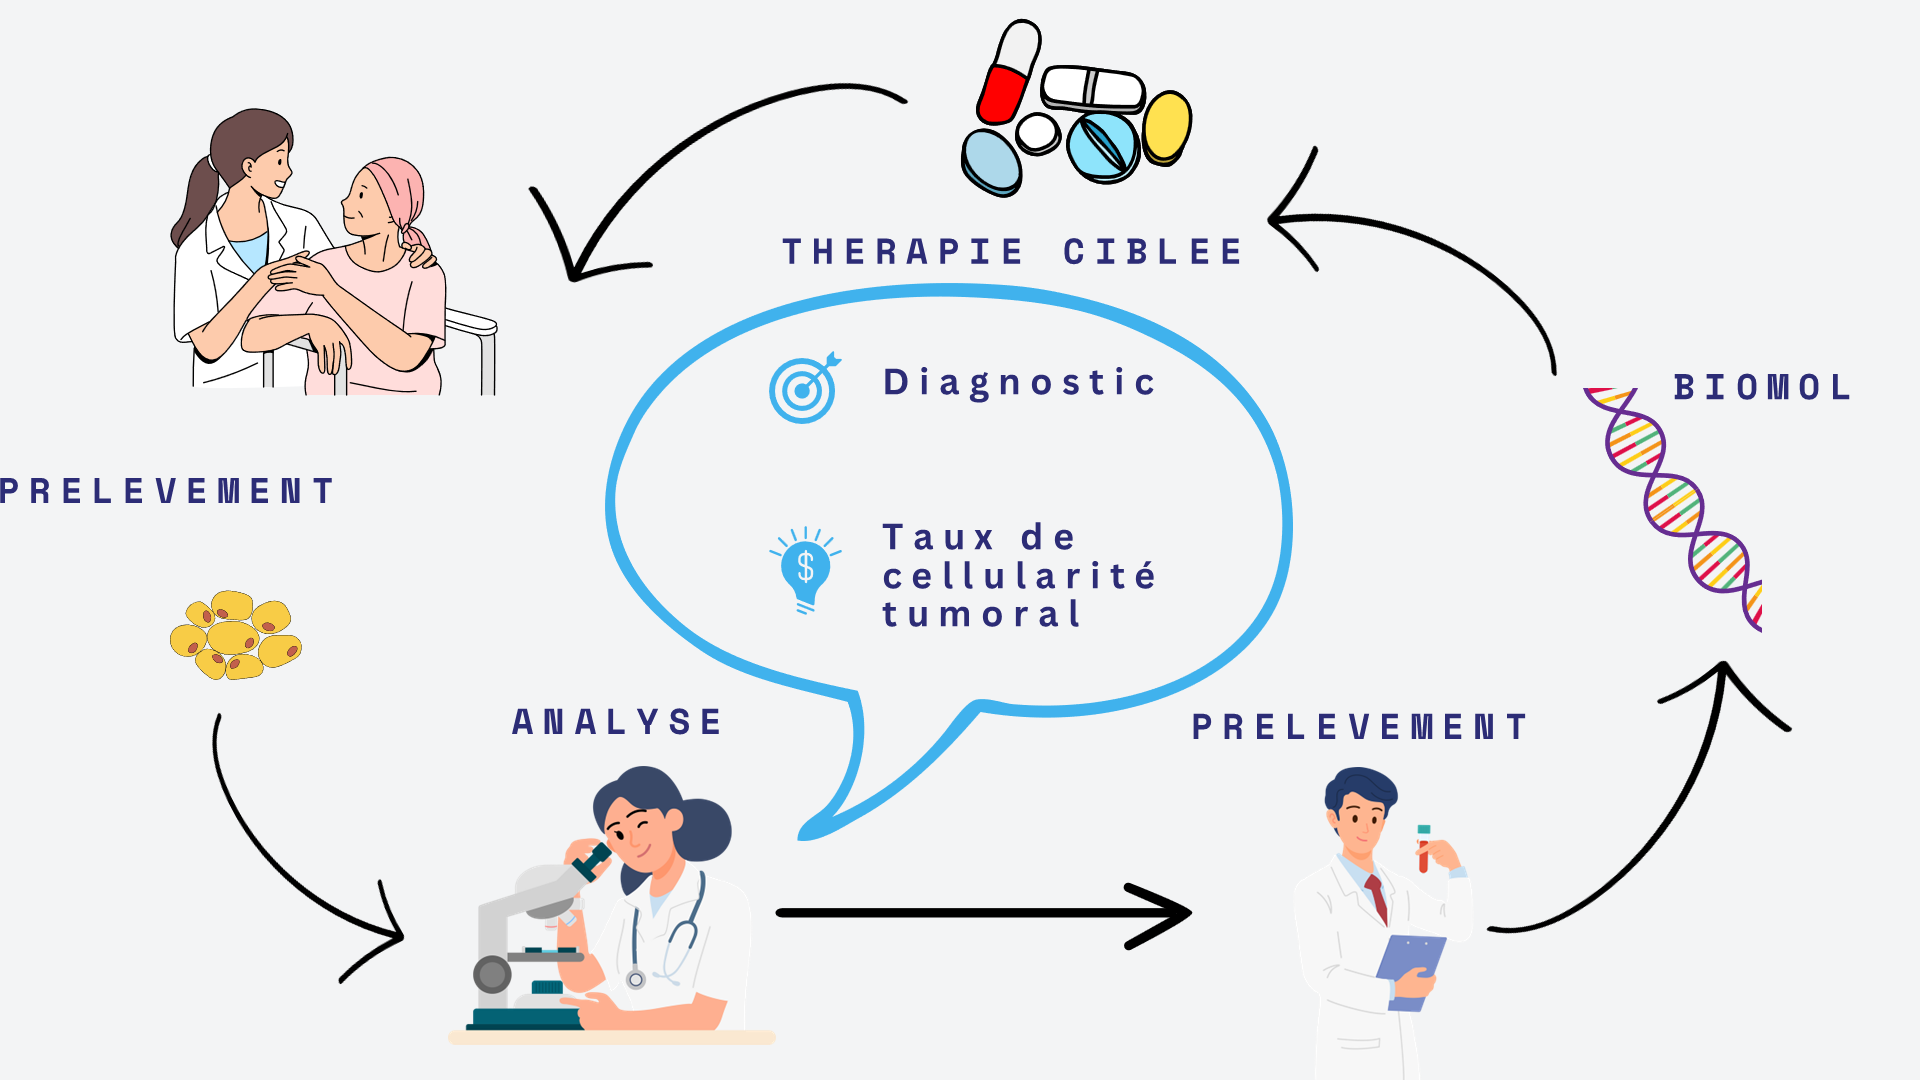 THERAPIE CIBLEE
Diagnostic
BIOMOL
PRELEVEMENT
Taux de
cellularité
tumoral
$
ANALYSE
PRELEVEMENT